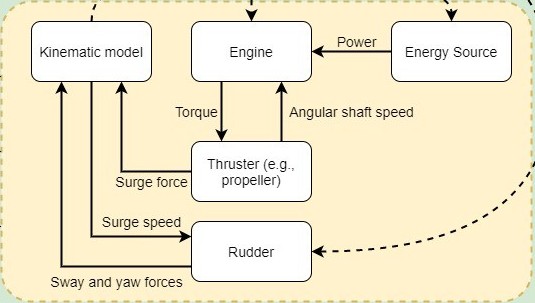 Kinematic model
Engine
Power
Energy Source
Torque
Angular shaft speed
Thruster (e.g.,
propeller)
Surge force
Surge speed
Rudder
Sway and yaw forces